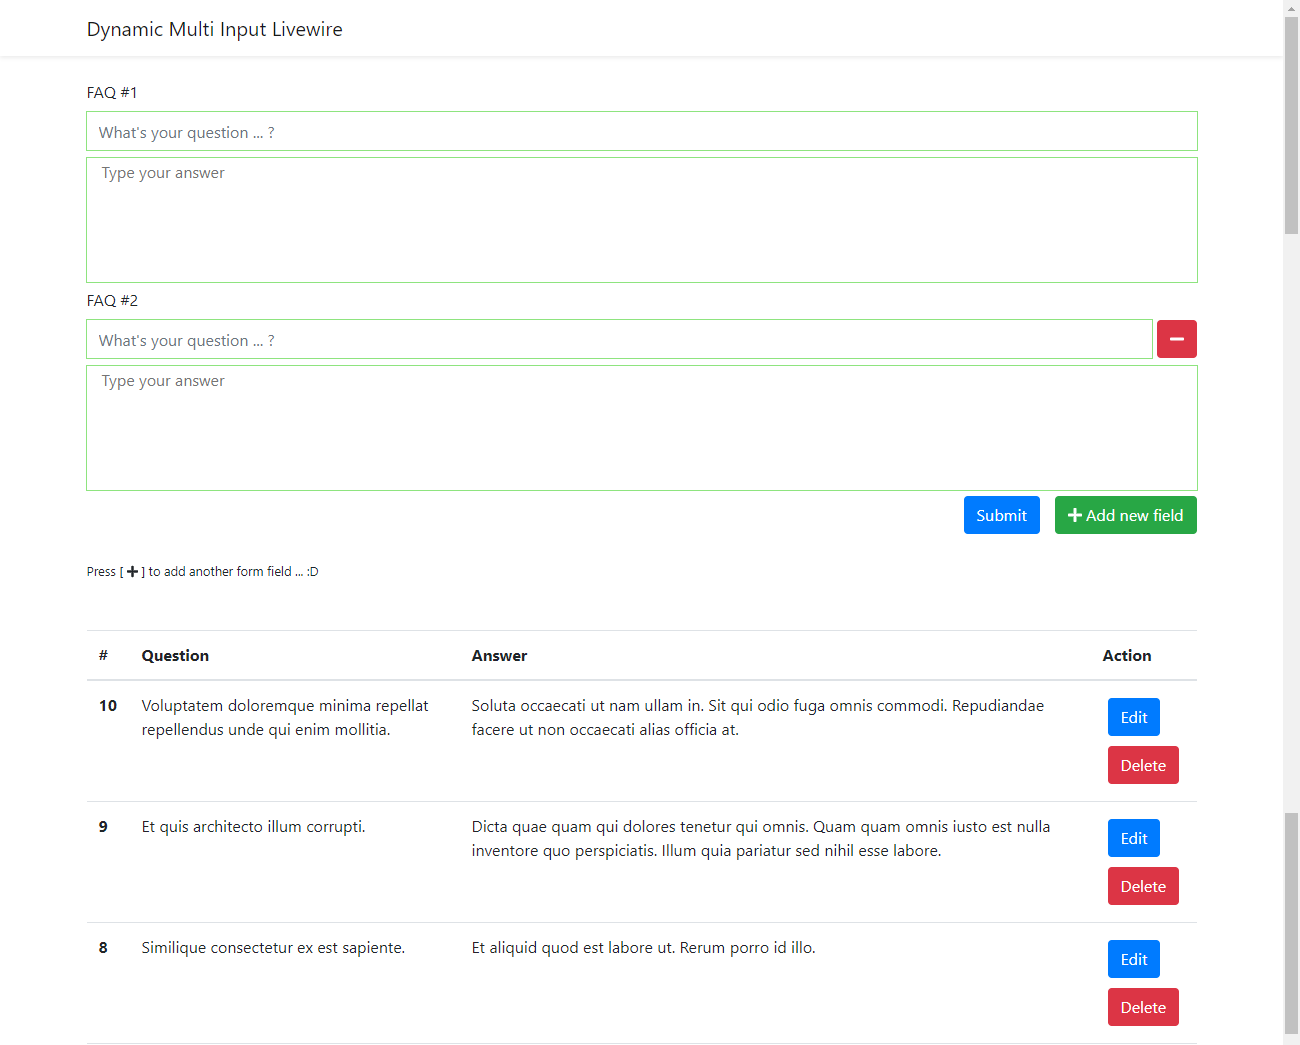 Dynamic Multi Input Livewire
FAQ #1
What's your question ... ?
Type your answer
FAQ #2
What's your question ... ?
Type your answer
Submit
Add new field
Press [ + ] to add another form field ... :D
# Question Answer Action
10 Voluptatem doloremque minima repellat Soluta occaecati ut nam ullam in. Sit qui odio fuga omnis commodi. Repudiandae
repellendus unde qui enim mollitia. facere ut non occaecati alias officia at.
Edit
Delete
9 Et quis architecto illum corrupti. Dicta quae quam qui dolores tenetur qui omnis. Quam quam omnis iusto est nulla
inventore quo perspiciatis. Illum quia pariatur sed nihil esse labore.
Edit
Delete
8 Similique consectetur ex est sapiente. Et aliquid quod est labore ut. Rerum porro id illo.
Edit
Delete